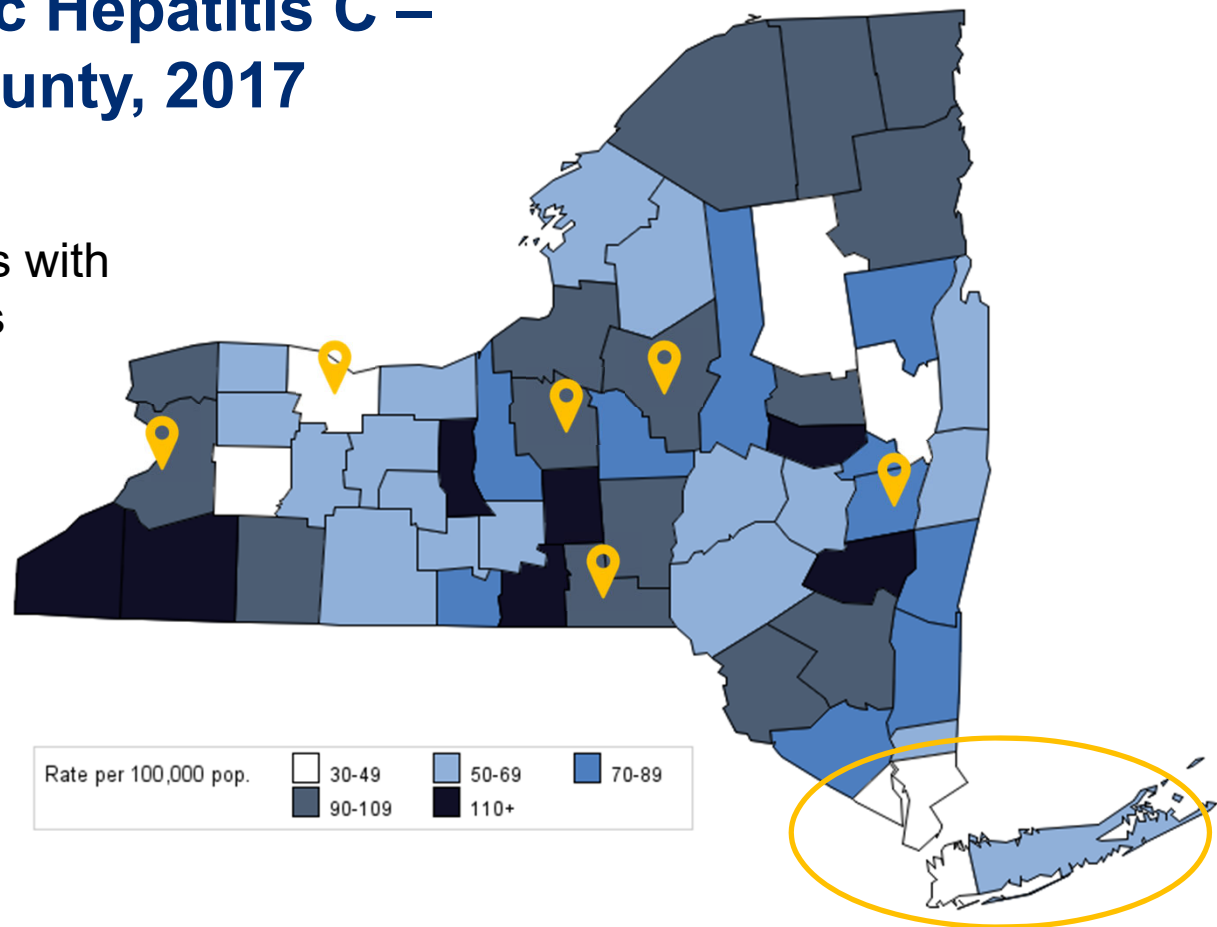 c Hepatitis C –
unty, 2017
s with
s
Rate per 100,000 pop.
30-49
50-69
70-89
90-109
110+